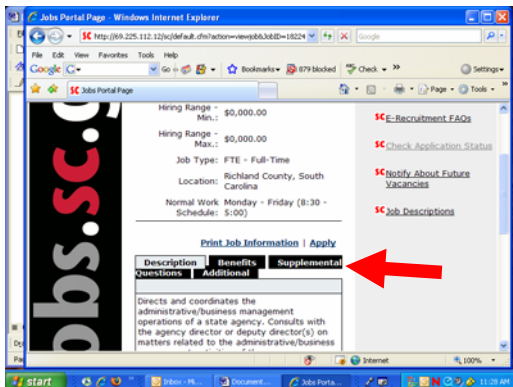 Jobs Portal Page - Windows Internet Explorer
http://69.225.112.12/sc/default.cfm?action=viewjob&JobID=18224
Google
File Edit View Favorites Tools Help
Google G Go Bookmarks 879 blocked Check » Settings
SC Jobs Portal Page Page Tools »
jobs.sc.g
Hiring Range - Min.: $0,000.00
Hiring Range - Max.: $0,000.00
Job Type: FTE - Full-Time
Location: Richland County, South
Carolina
Normal Work Schedule: Monday - Friday (8:30 -
5:00)
Print Job Information | Apply
Description Benefits Supplemental
Questions Additional
Directs and coordinates the
administrative/business management
operations of a state agency. Consults with
the agency director or deputy director(s) on
matters related to the administrative/business
SC E-Recruitment FAQs
SC Check Application Status
SC Notify About Future
Vacancies
SC Job Descriptions
Internet 100%
start Inbox - Mi... Document... Jobs Porta... 11:28 AM